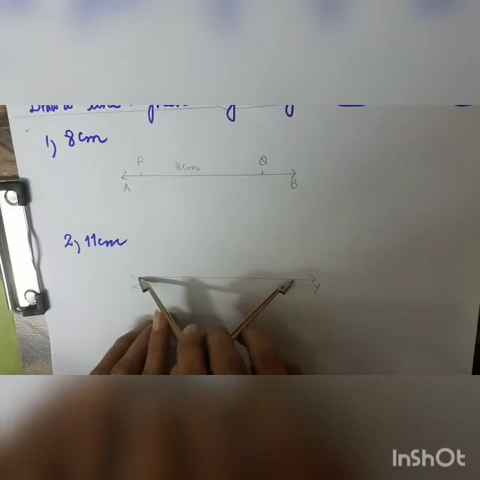 1, 8cm
P 8cm Q
A B
2, 11cm
X Y
InShOt